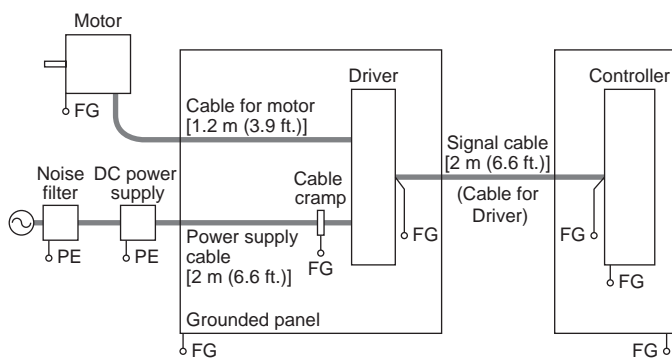 Motor
FG
Cable for motor
[1.2 m (3.9 ft.)]
Driver
Controller
Signal cable
[2 m (6.6 ft.)]
(Cable for
Driver)
Noise
filter
DC power
supply
Cable
cramp
PE
PE
Power supply
cable
[2 m (6.6 ft.)]
FG
FG
FG
FG
Grounded panel
FG
FG